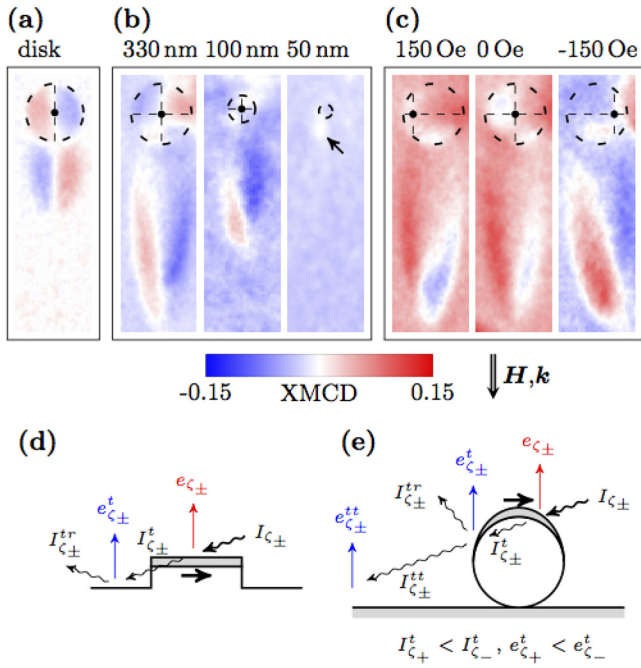 (a) (b) (c)
disk 330 nm 100 nm 50 nm 150 Oe 0 Oe -150 Oe
-0.15 XMCD 0.15 H,k
(d) (e)
e^t_{ζ±} e_{ζ±} I^{tr}_{ζ±} I^t_{ζ±} I_{ζ±}
e^{tt}_{ζ±} I^{tr}_{ζ±} e^t_{ζ±} e_{ζ±} I_{ζ±} I^t_{ζ±} I^{tt}_{ζ±}
I^t_{ζ+} < I^t_{ζ−}, e^t_{ζ+} < e^t_{ζ−}